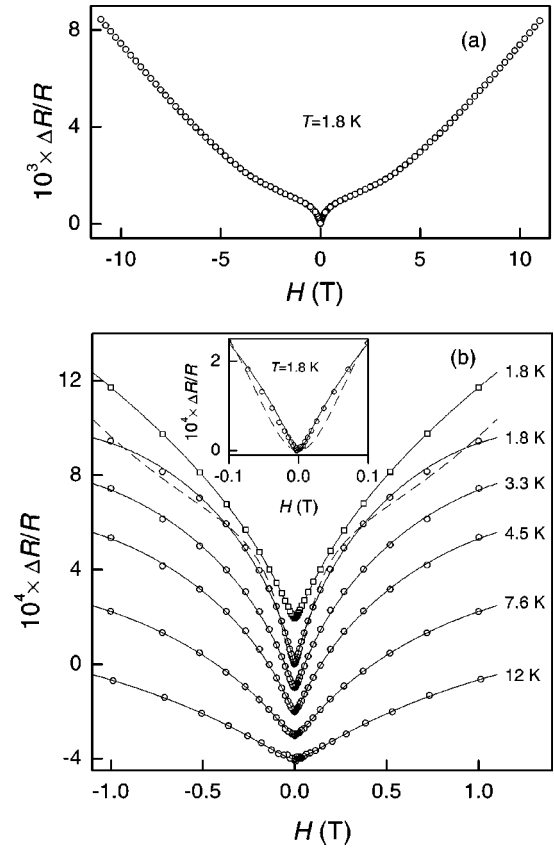 8
(a)
10³ × ΔR/R
4
T=1.8 K
0
-10 -5 0 5 10
H (T)
(b)
12
2
T=1.8 K
10⁴ × ΔR/R
0
-0.1 0.0 0.1
H (T)
1.8 K
1.8 K
3.3 K
4.5 K
7.6 K
12 K
8
10⁴ × ΔR/R
4
0
-4
-1.0 -0.5 0.0 0.5 1.0
H (T)